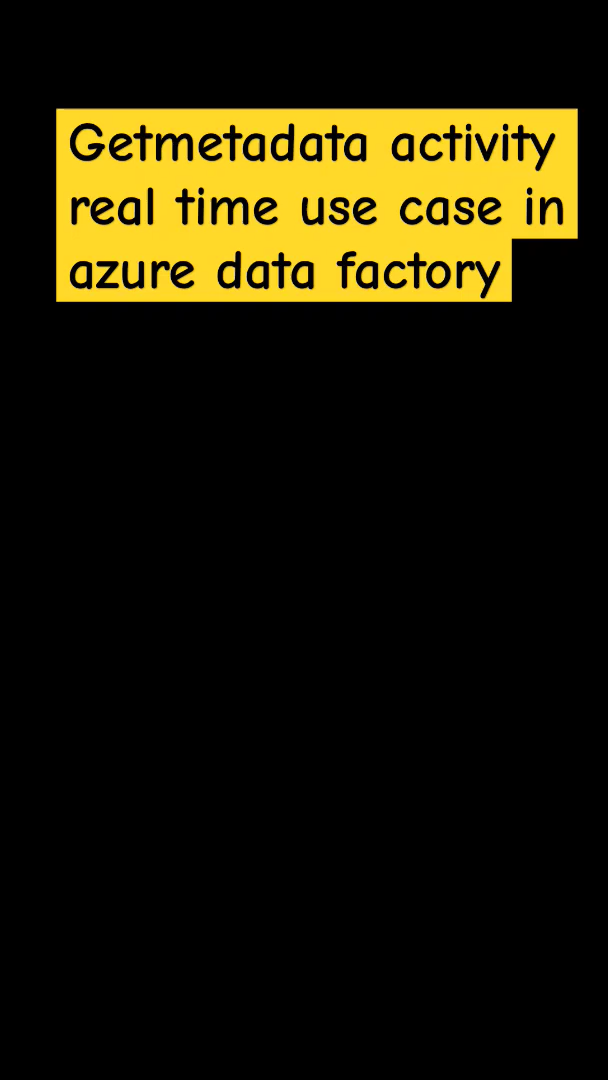 Getmetadata activity
real time use case in
azure data factory